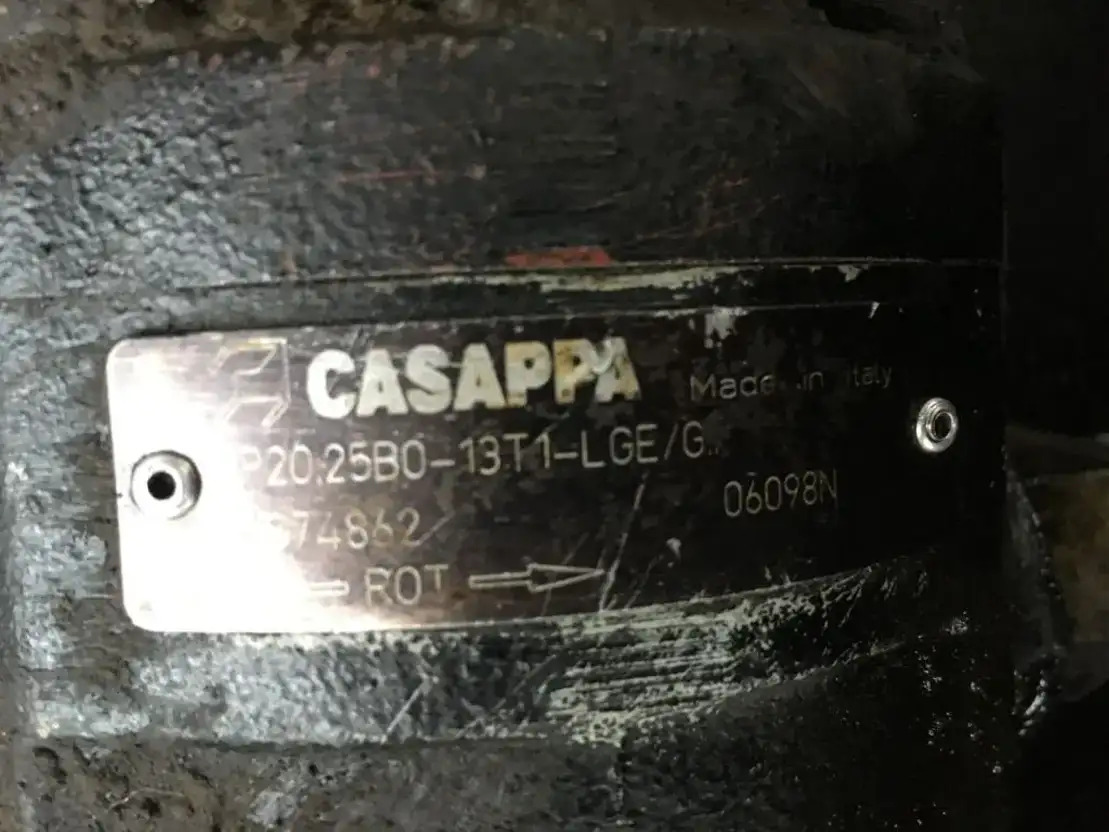 CASAPPA Made in Italy
P20.25B0-13T1-LGE/G..
74862 06098N
ROT